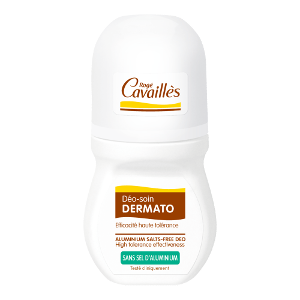 Rogé
Cavaillès
Déo-soin
DERMATO
Efficacité haute tolérance
ALUMINIUM SALTS-FREE DEO
High tolerance effectiveness
SANS SEL D'ALUMINIUM
Testé cliniquement